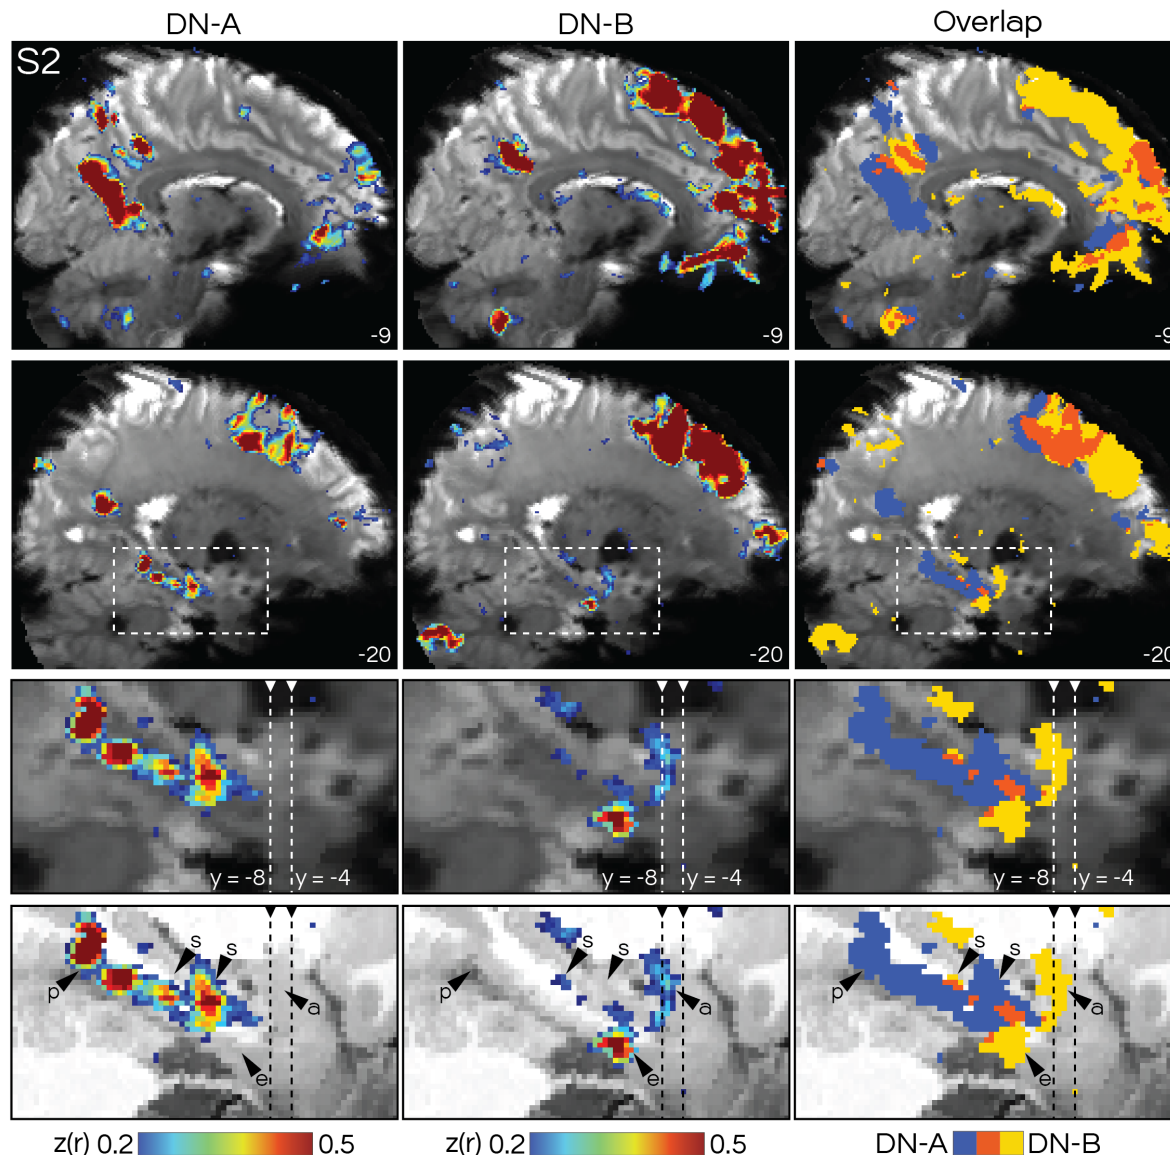 DN-A DN-B Overlap
S2
-9 -9 -9
-20 -20 -20
y = -8 y = -4 y = -8 y = -4 y = -8 y = -4
s s s s s s
p a p a p a
e e e
z(r) 0.2 0.5 z(r) 0.2 0.5 DN-A DN-B